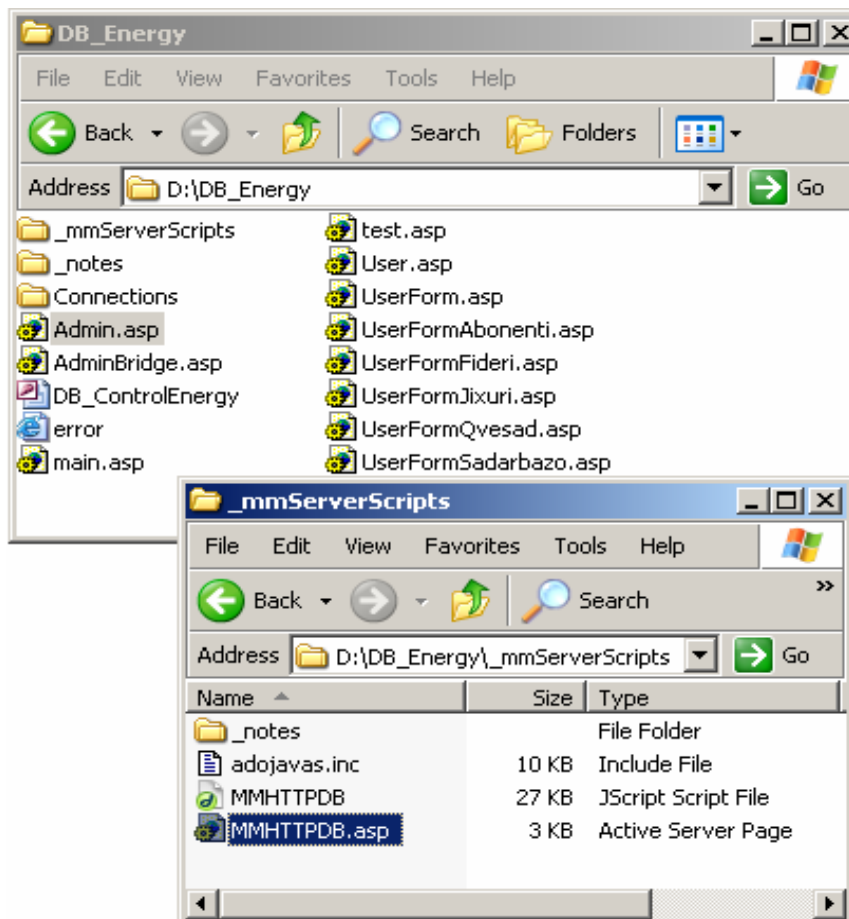 DB_Energy
File Edit View Favorites Tools Help
Back Search Folders
Address D:\DB_Energy Go
_mmServerScripts test.asp
_notes User.asp
Connections UserForm.asp
Admin.asp UserFormAbonenti.asp
AdminBridge.asp UserFormFideri.asp
DB_ControlEnergy UserFormJixuri.asp
error UserFormQvesad.asp
main.asp UserFormSadarbazo.asp
_mmServerScripts
File Edit View Favorites Tools Help
Back Search »
Address D:\DB_Energy\_mmServerScripts Go
Name Size Type
_notes File Folder
adojavas.inc 10 KB Include File
MMHTTPDB 27 KB JScript Script File
MMHTTPDB.asp 3 KB Active Server Page